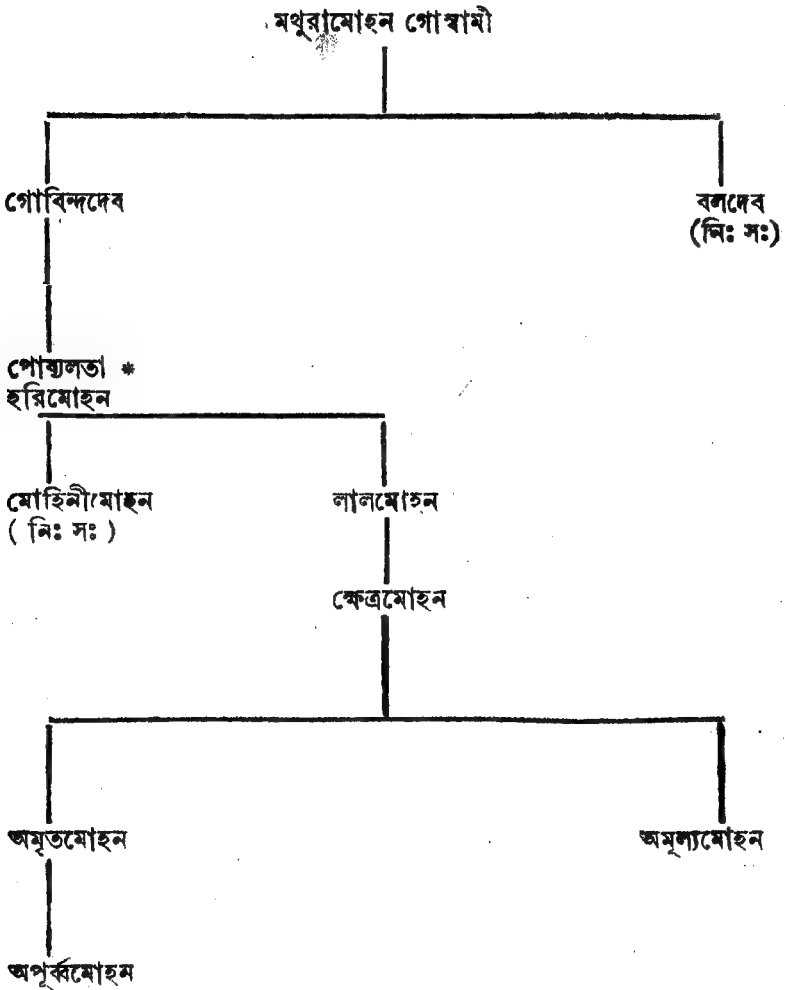 মথুরামোহন গোস্বামী
গোবিন্দদেব
বলদেব
(নিঃ সঃ)
পোষ্যলতা *
হরিমোহন
মোহিনীমোহন
( নিঃ সঃ )
লালমোহন
ক্ষেত্রমোহন
অমৃতমোহন
অমূল্যমোহন
অপূর্ব্বমোহন